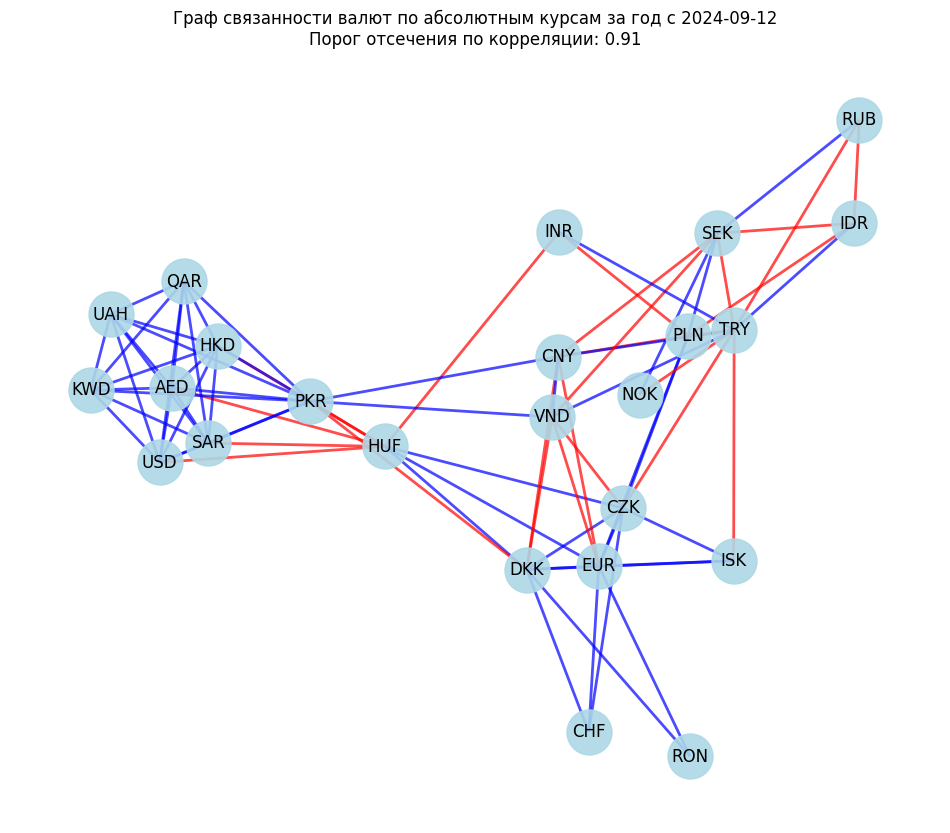 Граф связанности валют по абсолютным курсам за год с 2024-09-12
Порог отсечения по корреляции: 0.91
RUB
IDR
INR
SEK
QAR
UAH
PLN
TRY
HKD
CNY
KWD
AED
NOK
PKR
VND
SAR
HUF
USD
CZK
DKK
EUR
ISK
CHF
RON